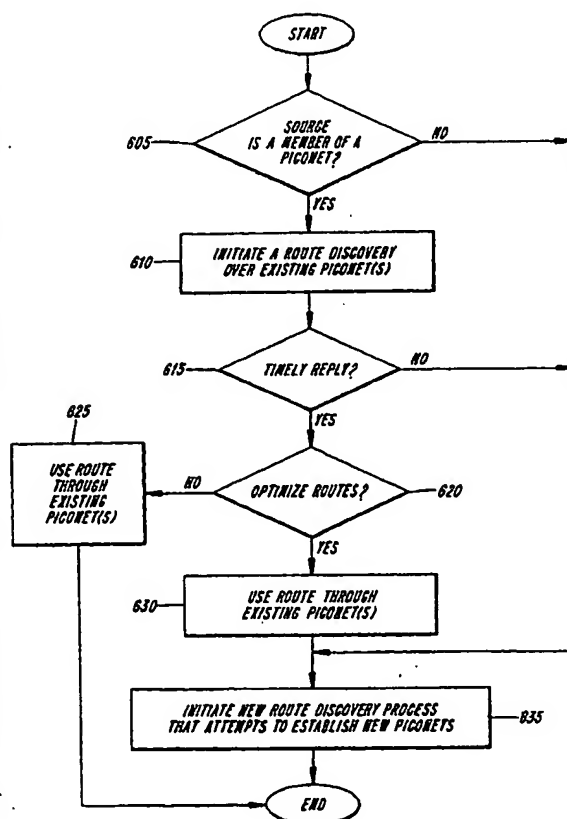 START
605
SOURCE
IS A MEMBER OF A
PICONET?
NO
YES
610
INITIATE A ROUTE DISCOVERY
OVER EXISTING PICONET(S)
615
TIMELY REPLY?
NO
YES
625
USE ROUTE
THROUGH
EXISTING
PICONET(S)
NO
OPTIMIZE ROUTES?
620
YES
630
USE ROUTE THROUGH
EXISTING PICONET(S)
INITIATE NEW ROUTE DISCOVERY PROCESS
THAT ATTEMPTS TO ESTABLISH NEW PICONETS
635
END